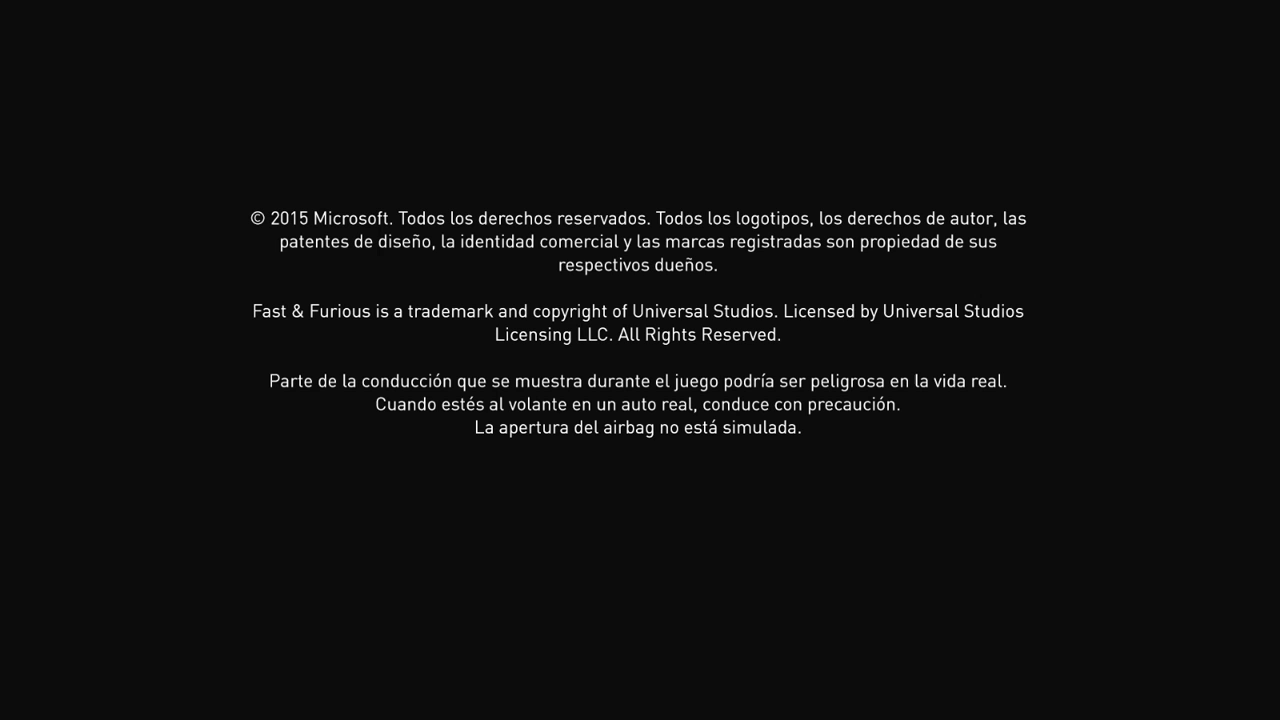 © 2015 Microsoft. Todos los derechos reservados. Todos los logotipos, los derechos de autor, las
patentes de diseño, la identidad comercial y las marcas registradas son propiedad de sus
respectivos dueños.
Fast & Furious is a trademark and copyright of Universal Studios. Licensed by Universal Studios
Licensing LLC. All Rights Reserved.
Parte de la conducción que se muestra durante el juego podría ser peligrosa en la vida real.
Cuando estés al volante en un auto real, conduce con precaución.
La apertura del airbag no está simulada.